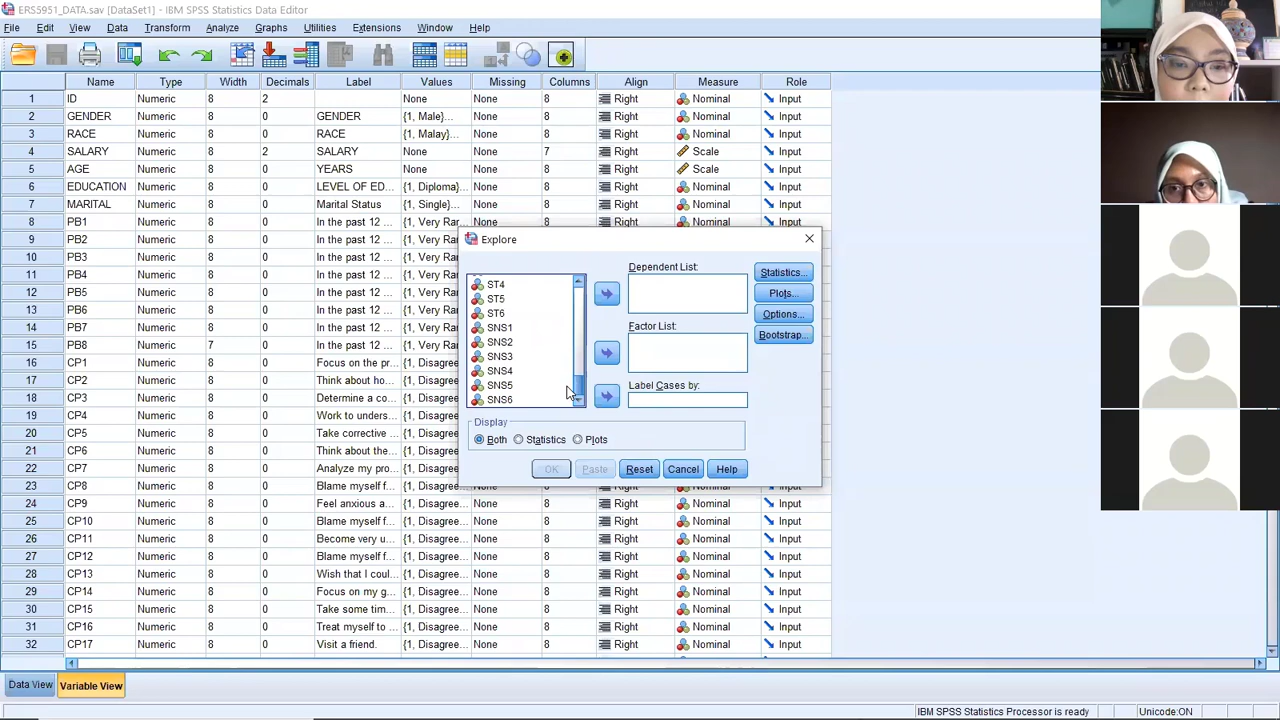 ERS5951_DATA.sav [DataSet1] - IBM SPSS Statistics Data Editor
File Edit View Data Transform Analyze Graphs Utilities Extensions Window Help
Name Type Width Decimals Label Values Missing Columns Align Measure Role
1 ID Numeric 8 2 None None 8 Right Nominal Input
2 GENDER Numeric 8 0 GENDER {1, Male}... None 8 Right Nominal Input
3 RACE Numeric 8 0 RACE {1, Malay}... None 8 Right Nominal Input
4 SALARY Numeric 8 2 SALARY None None 7 Right Scale Input
5 AGE Numeric 8 0 YEARS None None 8 Right Scale Input
6 EDUCATION Numeric 8 0 LEVEL OF ED... {1, Diploma}... None 8 Right Nominal Input
7 MARITAL Numeric 8 0 Marital Status {1, Single}... None 8 Right Nominal Input
8 PB1 Numeric 8 0 In the past 12 ... {1, Very Rar... None 8 Right Nominal Input
9 PB2 Numeric 8 0 In the past 12 ... {1, Very Rar
10 PB3 Numeric 8 0 In the past 12 ... {1, Very Rar
11 PB4 Numeric 8 0 In the past 12 ... {1, Very Rar
12 PB5 Numeric 8 0 In the past 12 ... {1, Very Rar
13 PB6 Numeric 8 0 In the past 12 ... {1, Very Rar
14 PB7 Numeric 8 0 In the past 12 ... {1, Very Rar
15 PB8 Numeric 7 0 In the past 12 ... {1, Very Rar
16 CP1 Numeric 8 0 Focus on the pr... {1, Disagree
17 CP2 Numeric 8 0 Think about ho... {1, Disagree
18 CP3 Numeric 8 0 Determine a co... {1, Disagree
19 CP4 Numeric 8 0 Work to unders... {1, Disagree
20 CP5 Numeric 8 0 Take corrective ... {1, Disagree
21 CP6 Numeric 8 0 Think about the... {1, Disagree
22 CP7 Numeric 8 0 Analyze my pro... {1, Disagree
23 CP8 Numeric 8 0 Blame myself f... {1, Disagree... None 8 Right Nominal Input
24 CP9 Numeric 8 0 Feel anxious a... {1, Disagree... None 8 Right Nominal Input
25 CP10 Numeric 8 0 Blame myself f... {1, Disagree... None 8 Right Nominal Input
26 CP11 Numeric 8 0 Become very u... {1, Disagree... None 8 Right Nominal Input
27 CP12 Numeric 8 0 Blame myself f... {1, Disagree... None 8 Right Nominal Input
28 CP13 Numeric 8 0 Wish that I coul... {1, Disagree... None 8 Right Nominal Input
29 CP14 Numeric 8 0 Focus on my g... {1, Disagree... None 8 Right Nominal Input
30 CP15 Numeric 8 0 Take some tim... {1, Disagree... None 8 Right Nominal Input
31 CP16 Numeric 8 0 Treat myself to ... {1, Disagree... None 8 Right Nominal Input
32 CP17 Numeric 8 0 Visit a friend. {1, Disagree... None 8 Right Nominal Input
Explore
ST4
ST5
ST6
SNS1
SNS2
SNS3
SNS4
SNS5
SNS6
Dependent List:
Factor List:
Label Cases by:
Statistics...
Plots...
Options...
Bootstrap...
Display
Both Statistics Plots
OK Paste Reset Cancel Help
Data View Variable View
IBM SPSS Statistics Processor is ready Unicode:ON